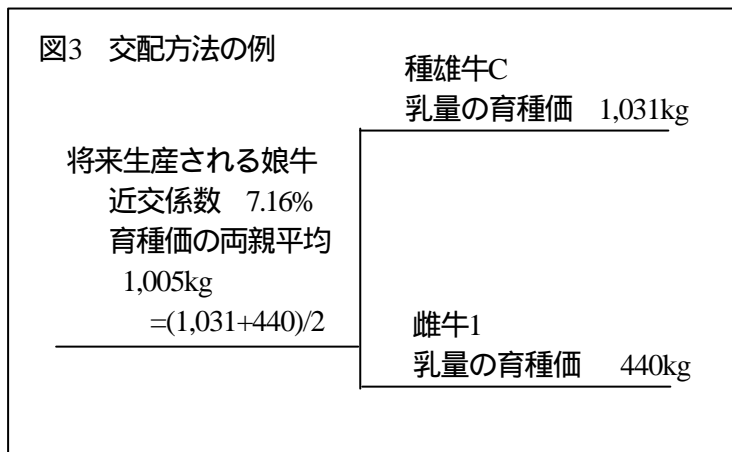 図3　交配方法の例
種雄牛C
乳量の育種価　1,031kg
将来生産される娘牛
近交係数　7.16%
育種価の両親平均
1,005kg
=(1,031+440)/2
雌牛1
乳量の育種価　440kg